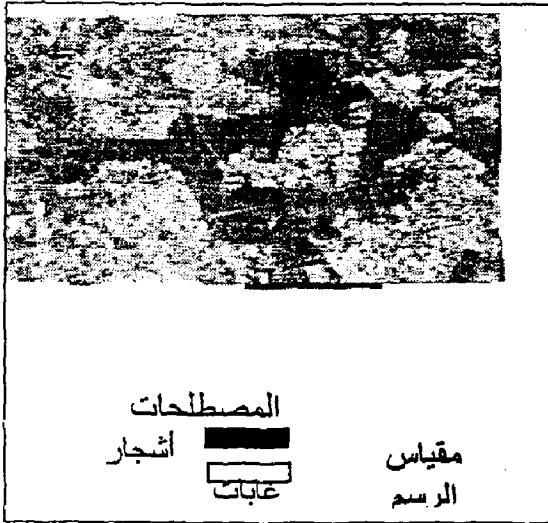 المصطلحات
أشجار
غابات
مقياس
الرسم